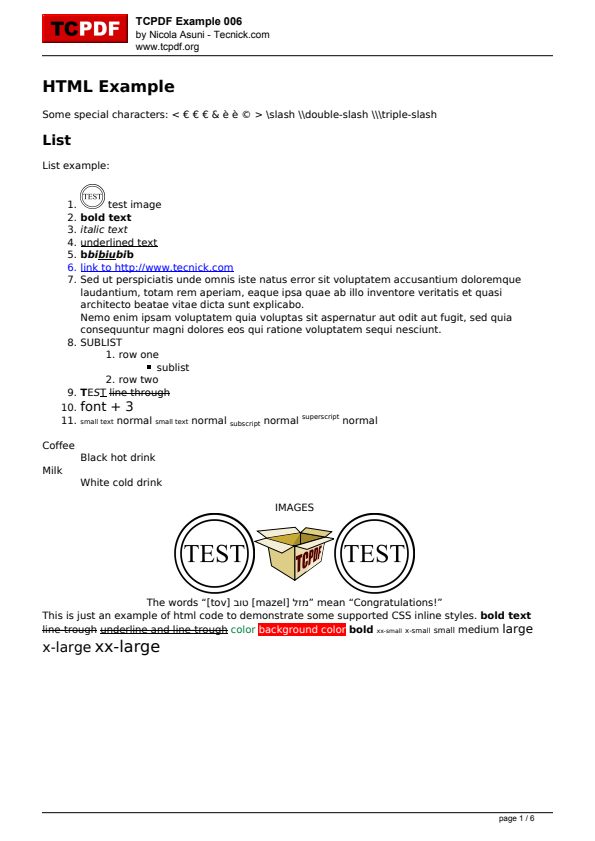 TCPDF
TCPDF Example 006
by Nicola Asuni - Tecnick.com
www.tcpdf.org
HTML Example
Some special characters: < € € € & è è © > \slash \\double-slash \\\triple-slash
List
List example:
1. TEST test image
2. bold text
3. italic text
4. underlined text
5. bbibiubib
6. link to http://www.tecnick.com
7. Sed ut perspiciatis unde omnis iste natus error sit voluptatem accusantium doloremque
laudantium, totam rem aperiam, eaque ipsa quae ab illo inventore veritatis et quasi
architecto beatae vitae dicta sunt explicabo.
Nemo enim ipsam voluptatem quia voluptas sit aspernatur aut odit aut fugit, sed quia
consequuntur magni dolores eos qui ratione voluptatem sequi nesciunt.
8. SUBLIST
1. row one
▪ sublist
2. row two
9. TEST line through
10. font + 3
11. small text normal small text normal subscript normal superscript normal
Coffee
Black hot drink
Milk
White cold drink
IMAGES
TEST TCPDF TEST
The words “[tov] טוב [mazel] מזל” mean “Congratulations!”
This is just an example of html code to demonstrate some supported CSS inline styles. bold text
line trough underline and line trough color background color bold xx-small x-small small medium large
x-large xx-large
page 1 / 6